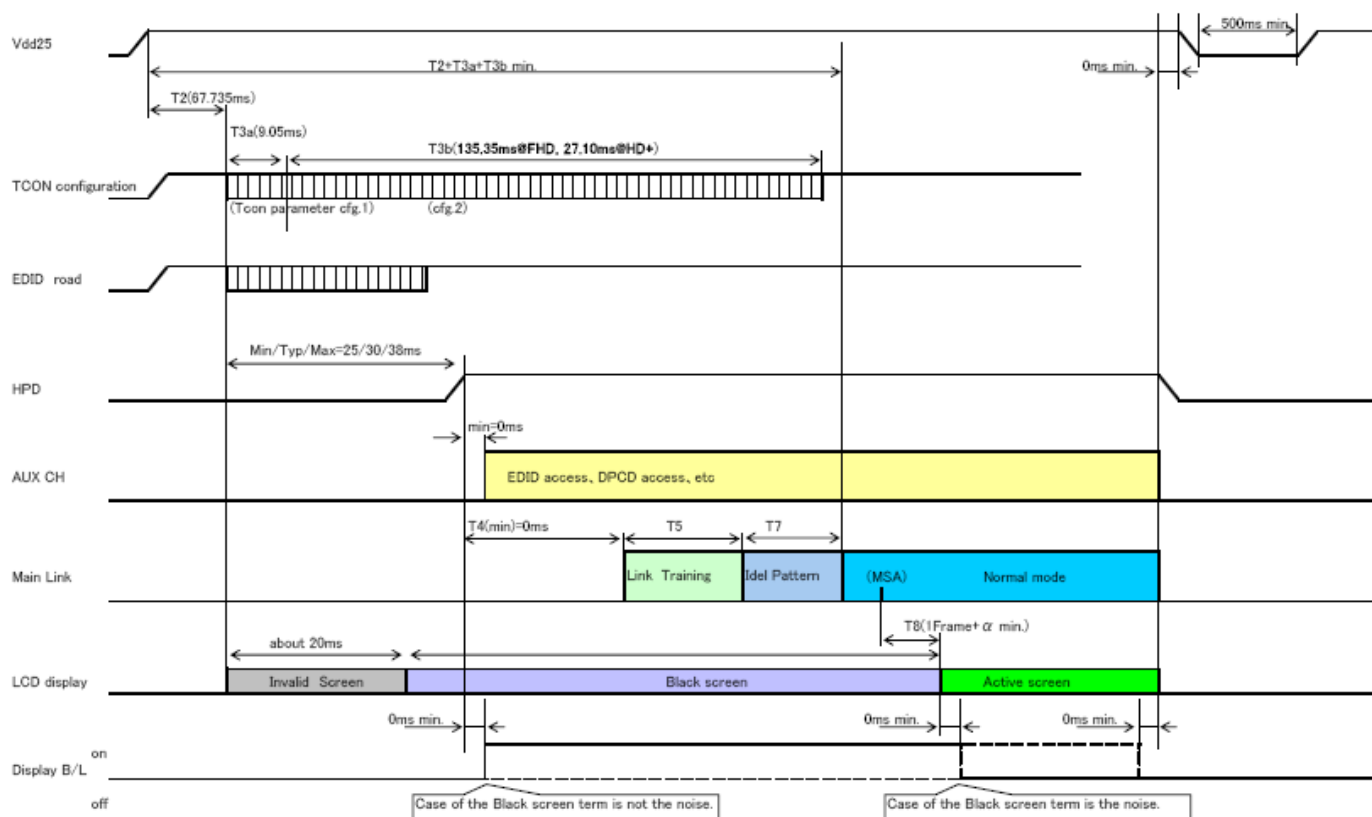 500ms min.
Vdd25
T2+T3a+T3b min.
0ms min.
T2(67.735ms)
T3a(9.05ms)
T3b(135.35ms@FHD, 27.10ms@HD+)
TCON configuration
(Tcon parameter cfg.1)
(cfg.2)
EDID road
Min/Typ/Max=25/30/38ms
HPD
min=0ms
AUX CH
EDID access、DPCD access、etc
T4(min)=0ms
T5
T7
Main Link
Link Training
Idel Pattern
(MSA)
Normal mode
T8(1Frame+α min.)
about 20ms
LCD display
Invalid Screen
Black screen
Active screen
0ms min.
0ms min.
0ms min.
on
Display B/L
off
Case of the Black screen term is not the noise.
Case of the Black screen term is the noise.